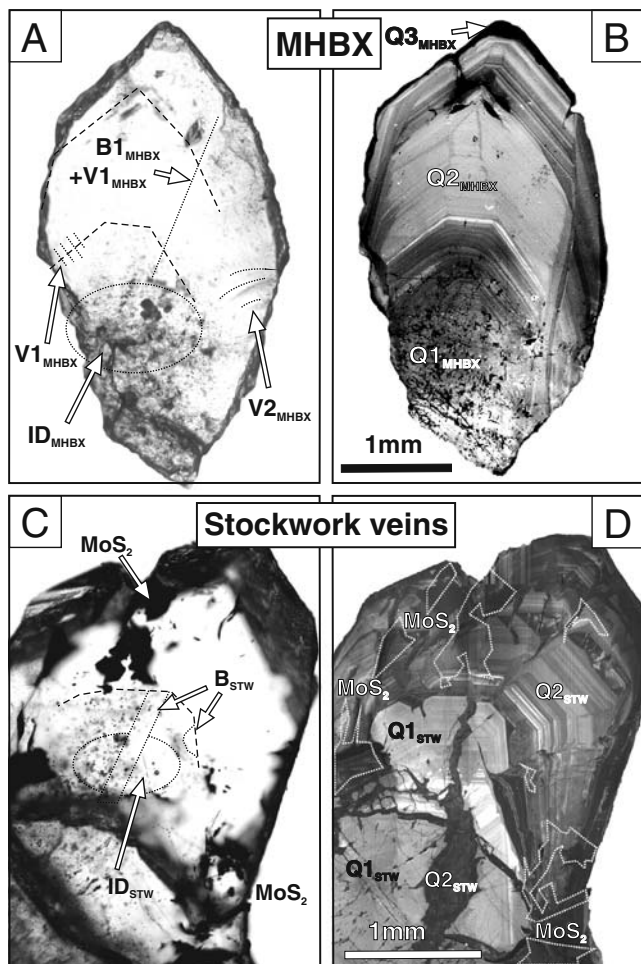 A
MHBX
B
Q3MHBX
B1MHBX
+V1MHBX
Q2MHBX
Q1MHBX
V1MHBX
V2MHBX
IDMHBX
1mm
C
Stockwork veins
D
MoS2
MoS2
BSTW
MoS2
Q2STW
Q1STW
Q1STW
Q2STW
IDSTW
MoS2
MoS2
1mm